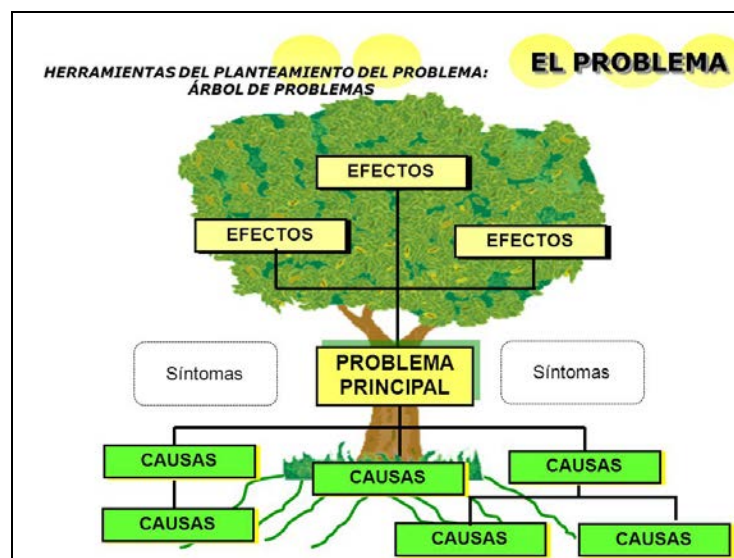 EL PROBLEMA
HERRAMIENTAS DEL PLANTEAMIENTO DEL PROBLEMA:
ÁRBOL DE PROBLEMAS
EFECTOS
EFECTOS
EFECTOS
Síntomas
PROBLEMA
PRINCIPAL
Síntomas
CAUSAS
CAUSAS
CAUSAS
CAUSAS
CAUSAS
CAUSAS